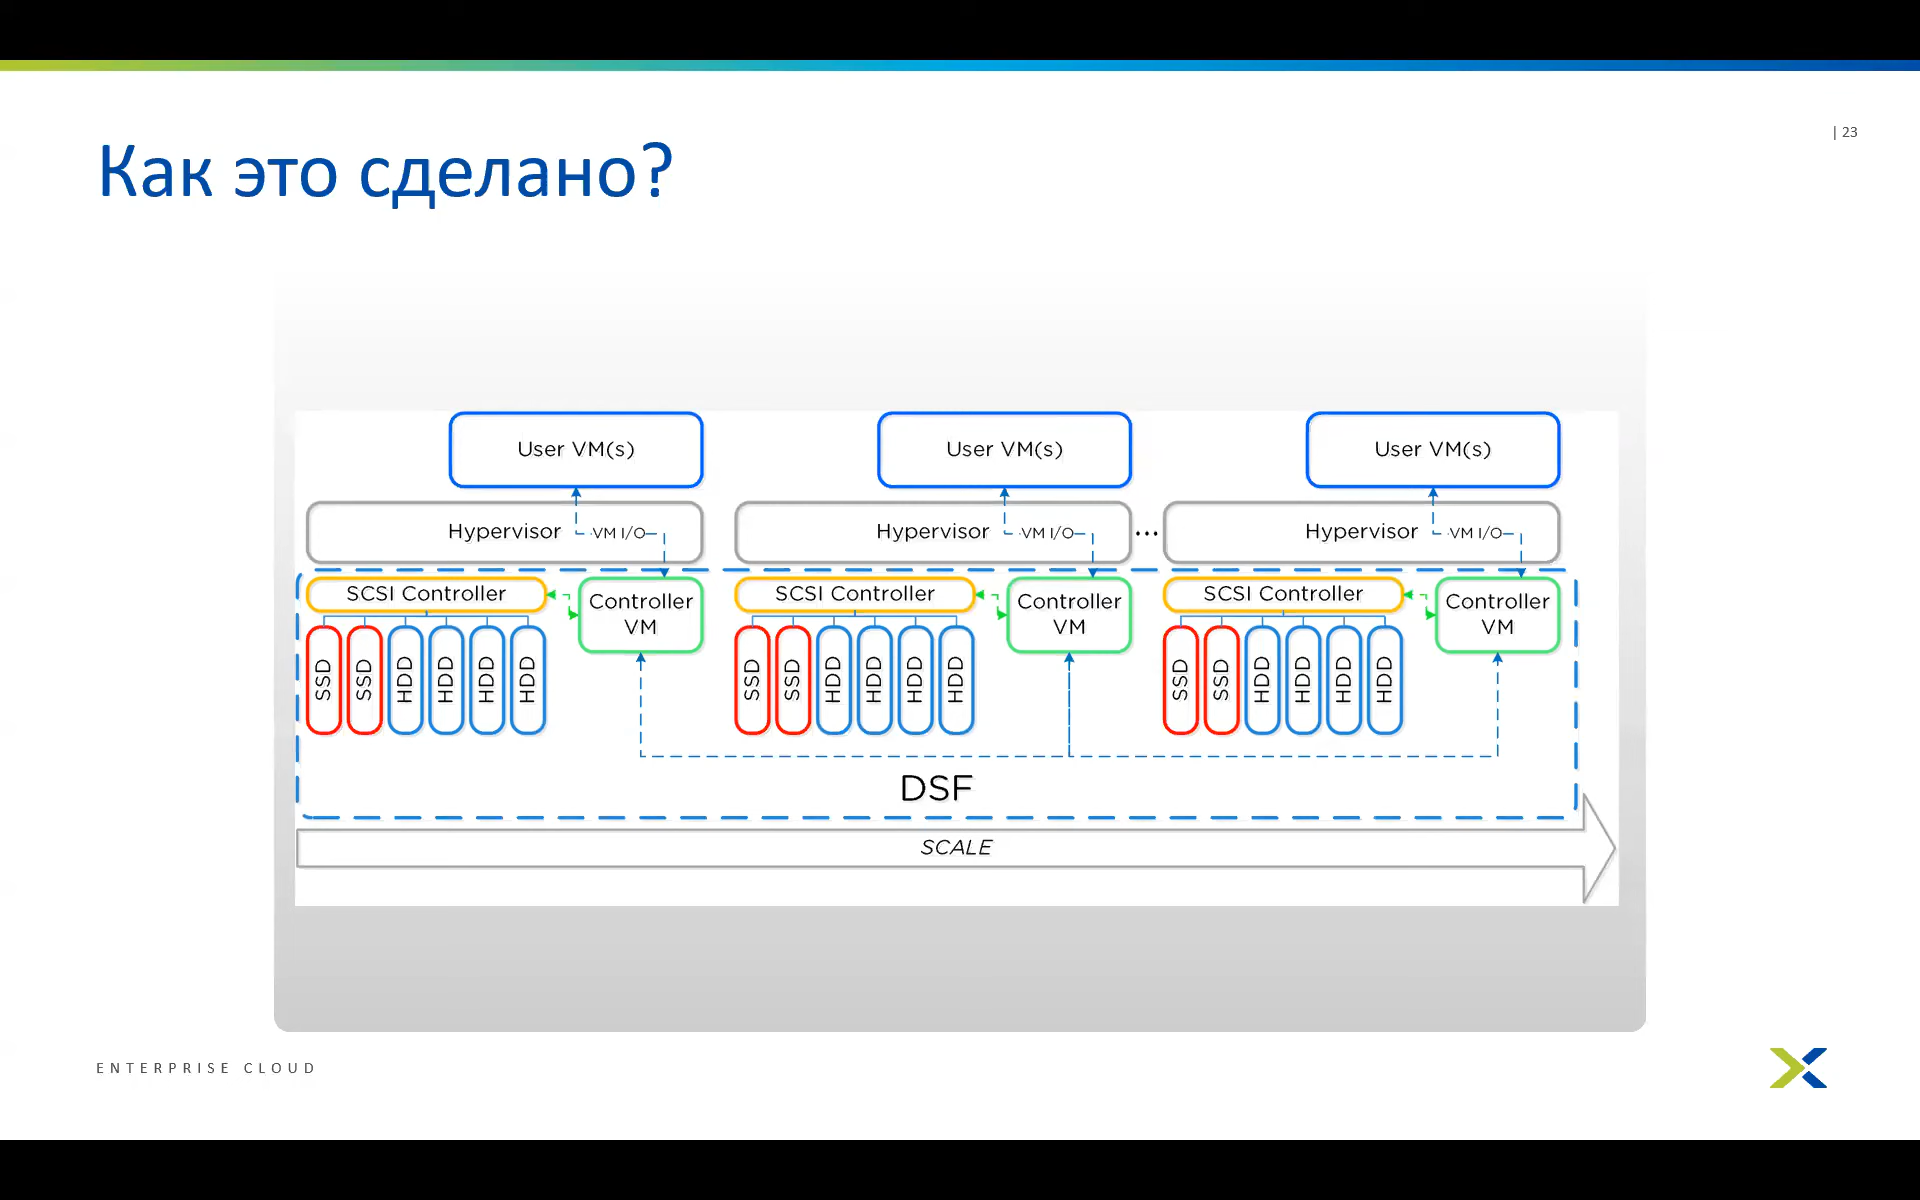 | 23
Как это сделано?
User VM(s) User VM(s) User VM(s)
Hypervisor VM I/O Hypervisor VM I/O ... Hypervisor VM I/O
SCSI Controller Controller VM SCSI Controller Controller VM SCSI Controller Controller VM
SSD SSD HDD HDD HDD HDD SSD SSD HDD HDD HDD HDD SSD SSD HDD HDD HDD HDD
DSF
SCALE
ENTERPRISE CLOUD